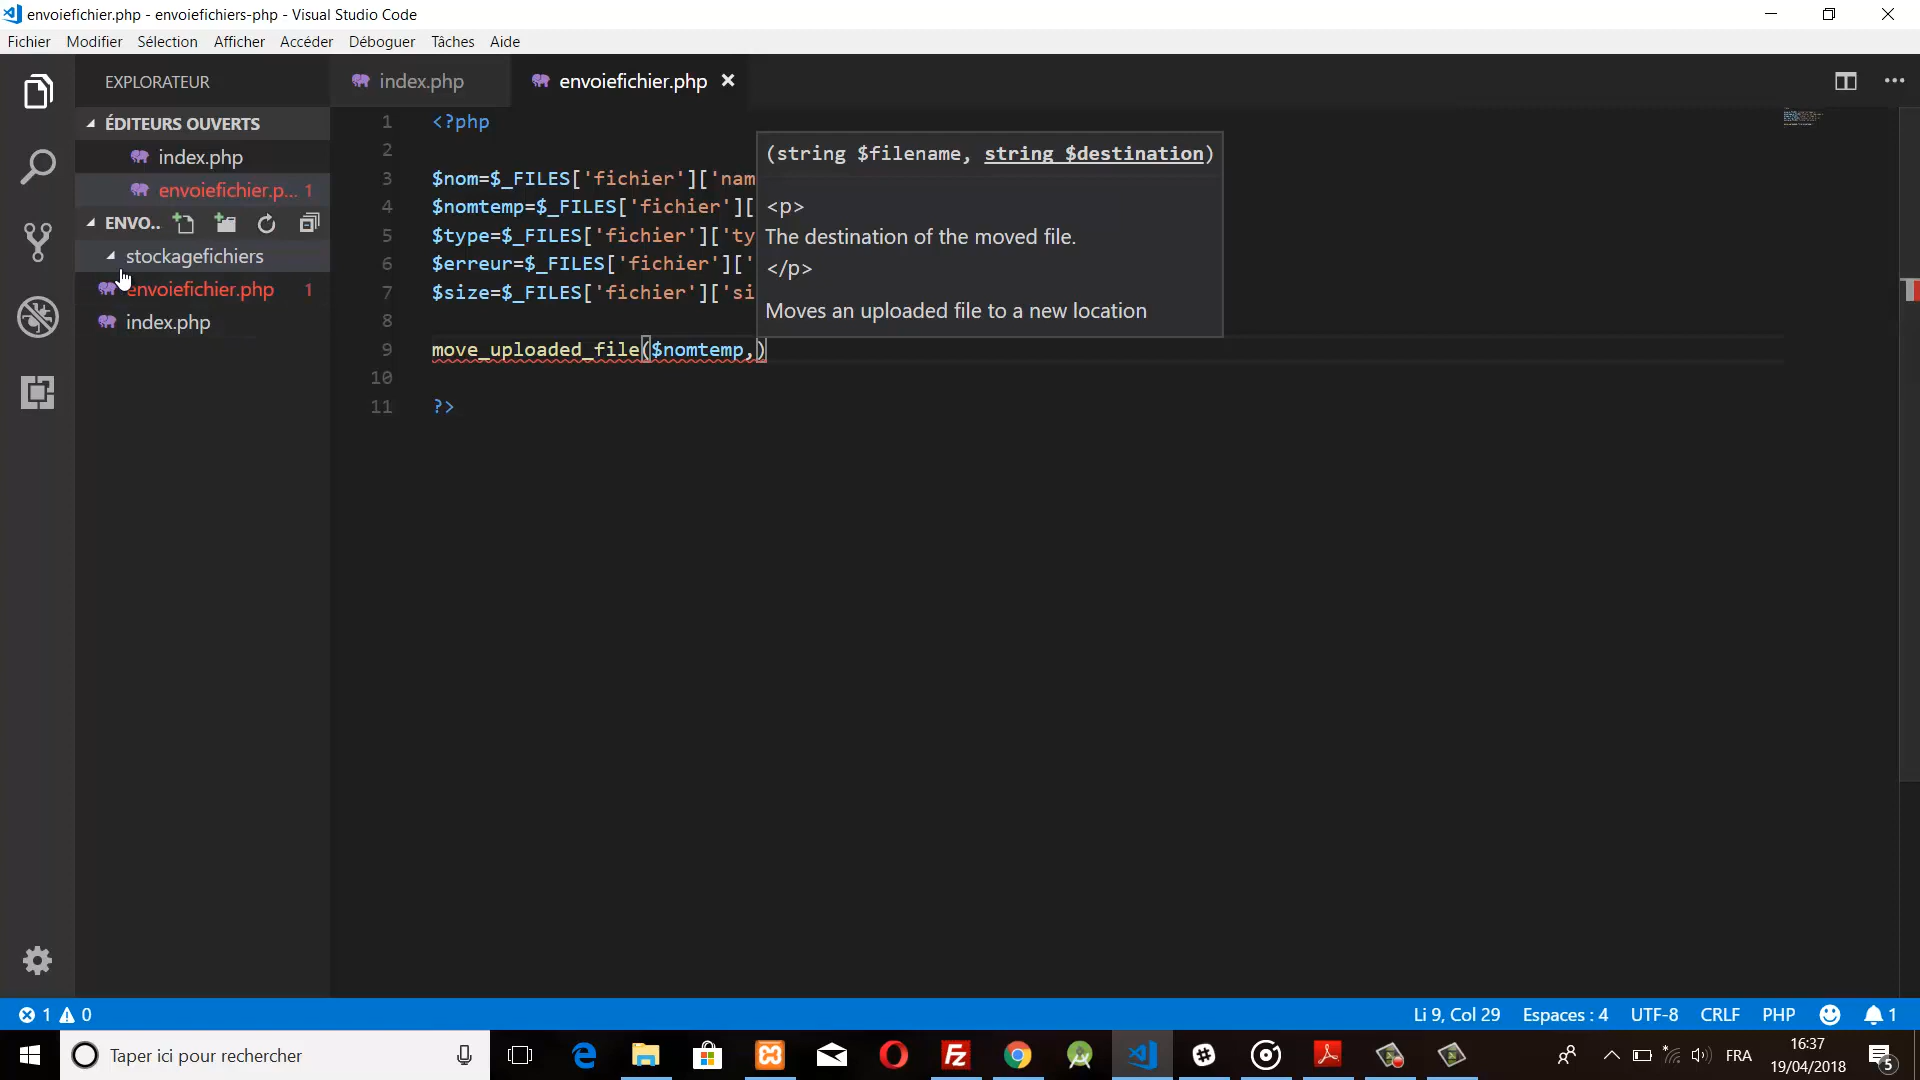 envoiefichier.php - envoiefichiers-php - Visual Studio Code
Fichier Modifier Sélection Afficher Accéder Déboguer Tâches Aide
EXPLORATEUR
ÉDITEURS OUVERTS
index.php
envoiefichier.p... 1
ENVO..
stockagefichiers
envoiefichier.php 1
index.php
index.php envoiefichier.php
1 <?php
2
3 $nom=$_FILES['fichier']['nam
4 $nomtemp=$_FILES['fichier'][
5 $type=$_FILES['fichier']['ty
6 $erreur=$_FILES['fichier']['
7 $size=$_FILES['fichier']['si
8
9 move_uploaded_file($nomtemp,)
10
11 ?>
(string $filename, string $destination)
<p>
The destination of the moved file.
</p>
Moves an uploaded file to a new location
1 0
Li 9, Col 29 Espaces : 4 UTF-8 CRLF PHP 1
Taper ici pour rechercher
FRA
16:37
19/04/2018
5